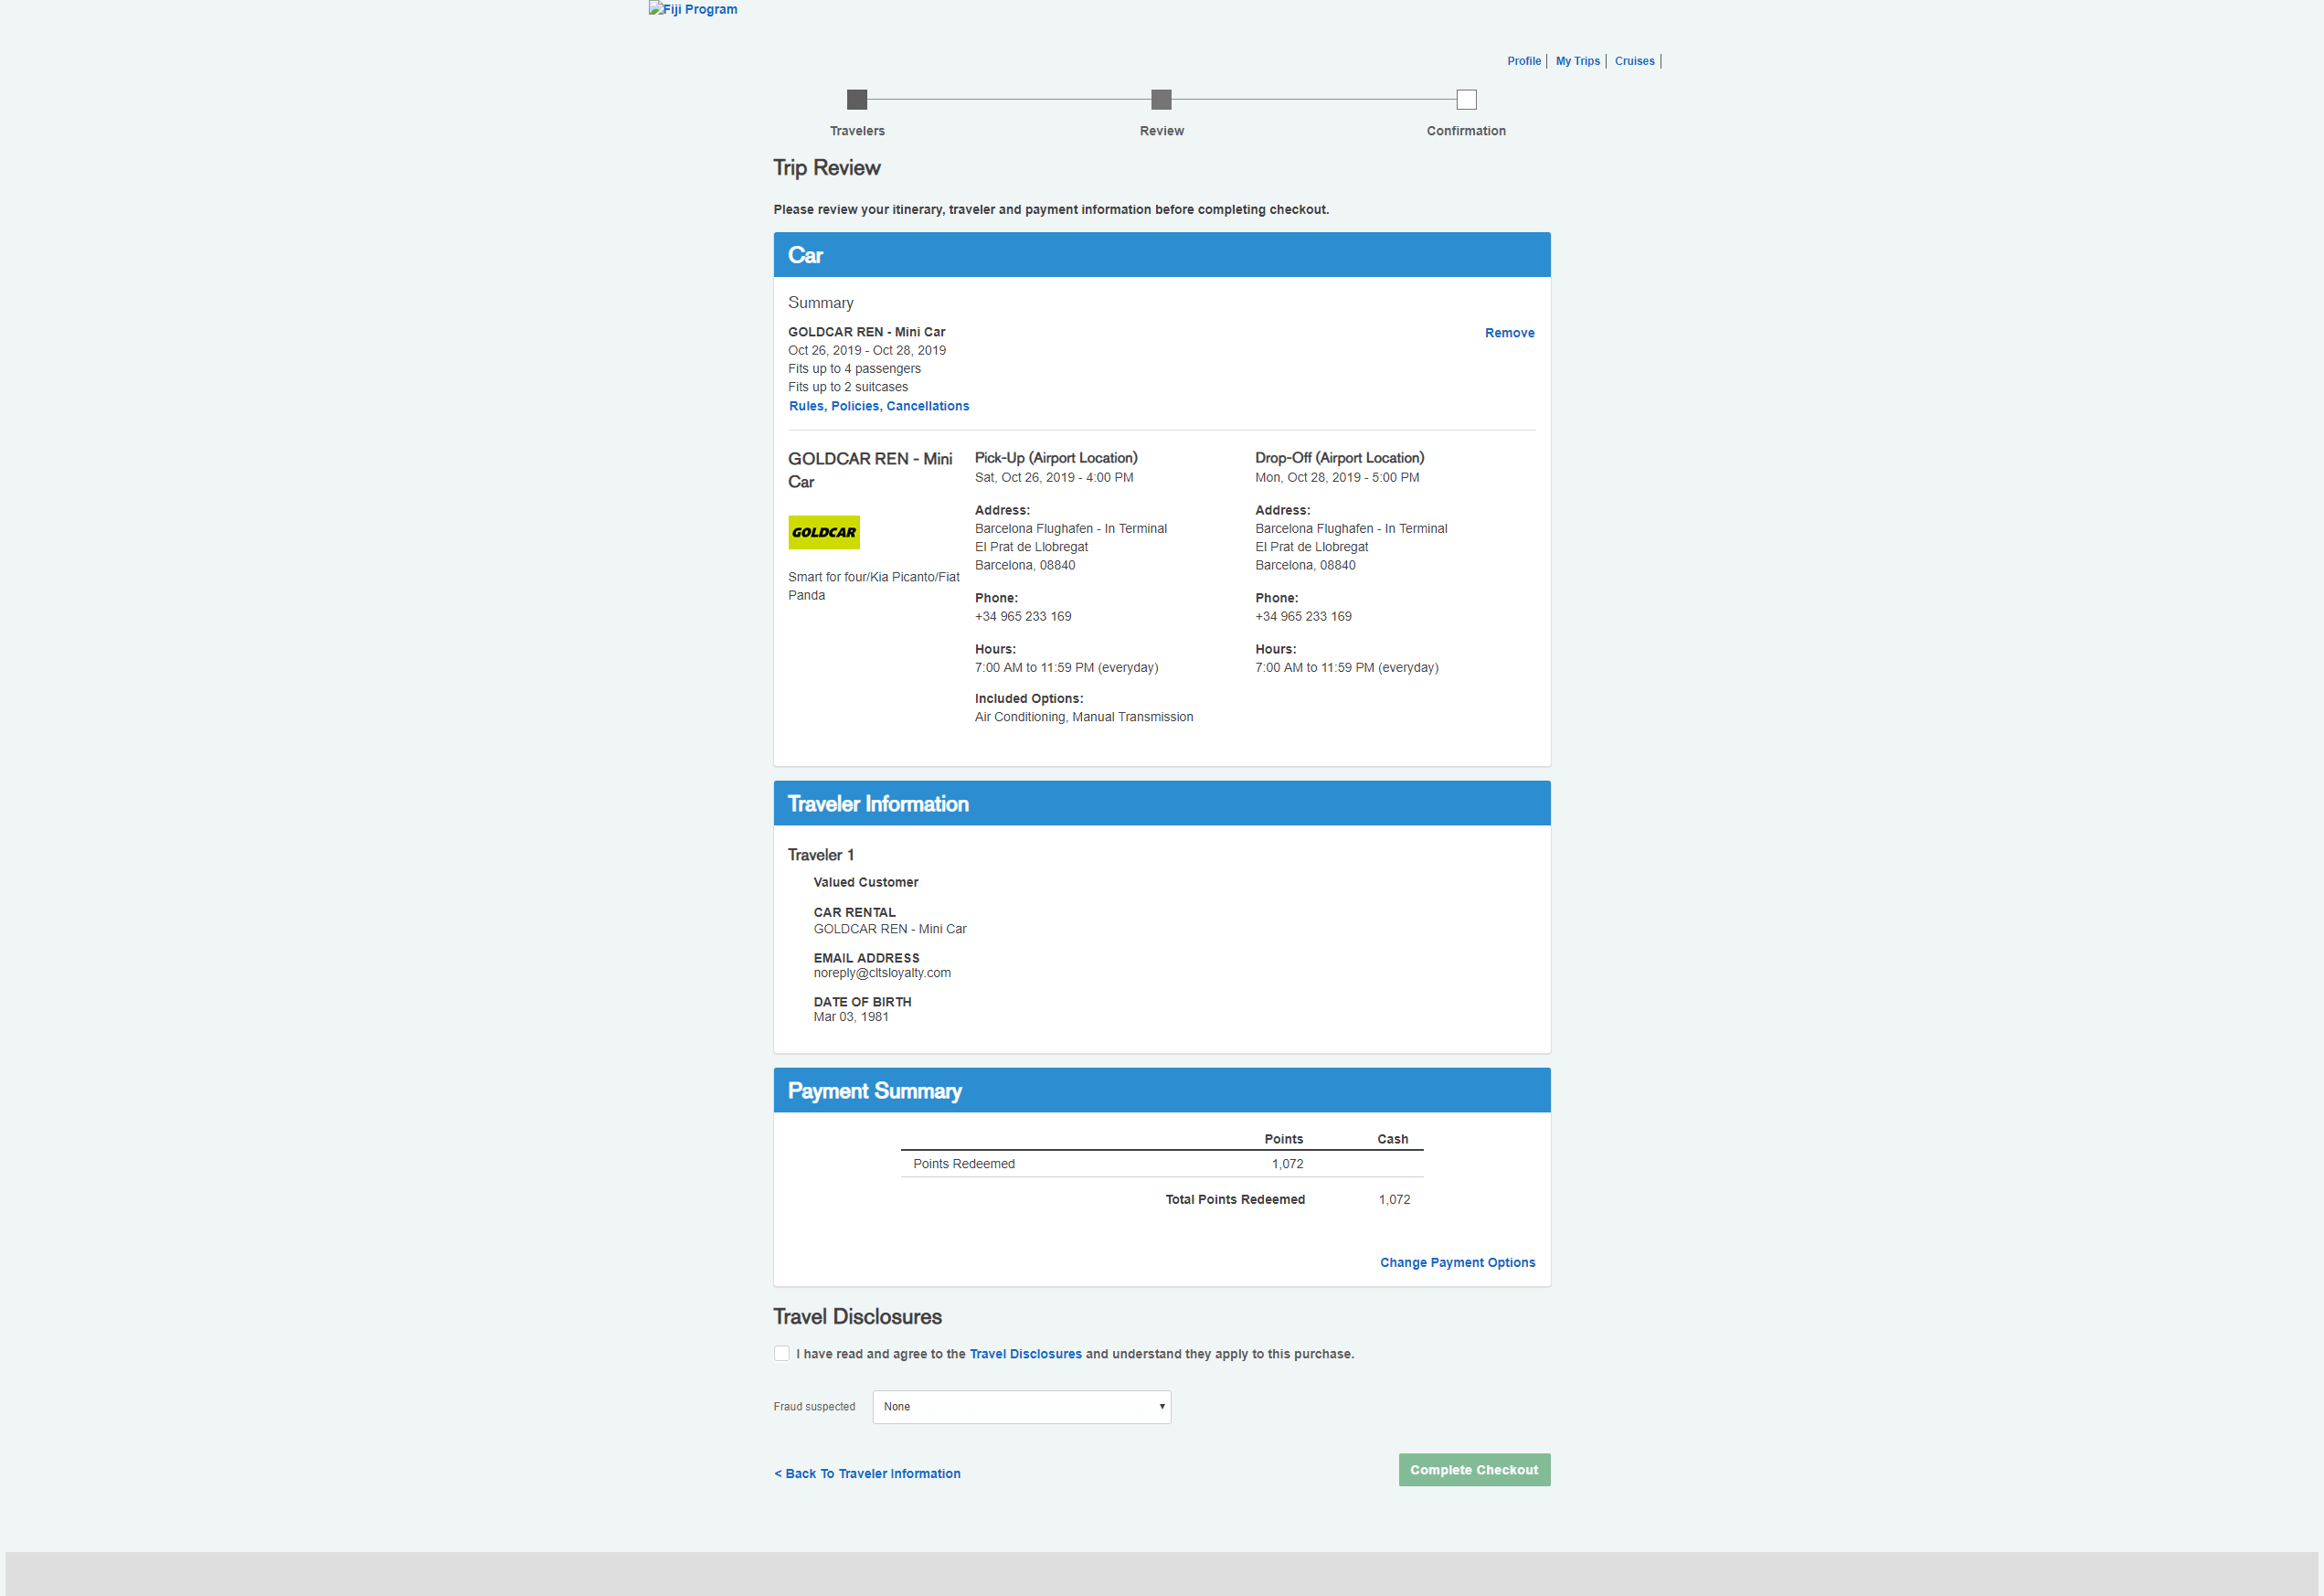 Fiji Program
Profile
My Trips
Cruises
Travelers
Review
Confirmation
Trip Review
Please review your itinerary, traveler and payment information before completing checkout.
Car
Summary
GOLDCAR REN - Mini Car
Remove
Oct 26, 2019 - Oct 28, 2019
Fits up to 4 passengers
Fits up to 2 suitcases
Rules, Policies, Cancellations
GOLDCAR REN - Mini
Car
GOLDCAR
Smart for four/Kia Picanto/Fiat
Panda
Pick-Up (Airport Location)
Sat, Oct 26, 2019 - 4:00 PM
Address:
Barcelona Flughafen - In Terminal
El Prat de Llobregat
Barcelona, 08840
Phone:
+34 965 233 169
Hours:
7:00 AM to 11:59 PM (everyday)
Included Options:
Air Conditioning, Manual Transmission
Drop-Off (Airport Location)
Mon, Oct 28, 2019 - 5:00 PM
Address:
Barcelona Flughafen - In Terminal
El Prat de Llobregat
Barcelona, 08840
Phone:
+34 965 233 169
Hours:
7:00 AM to 11:59 PM (everyday)
Traveler Information
Traveler 1
Valued Customer
CAR RENTAL
GOLDCAR REN - Mini Car
EMAIL ADDRESS
noreply@cltsloyalty.com
DATE OF BIRTH
Mar 03, 1981
Payment Summary
Points Cash
Points Redeemed 1,072
Total Points Redeemed 1,072
Change Payment Options
Travel Disclosures
I have read and agree to the Travel Disclosures and understand they apply to this purchase.
Fraud suspected None
< Back To Traveler Information
Complete Checkout